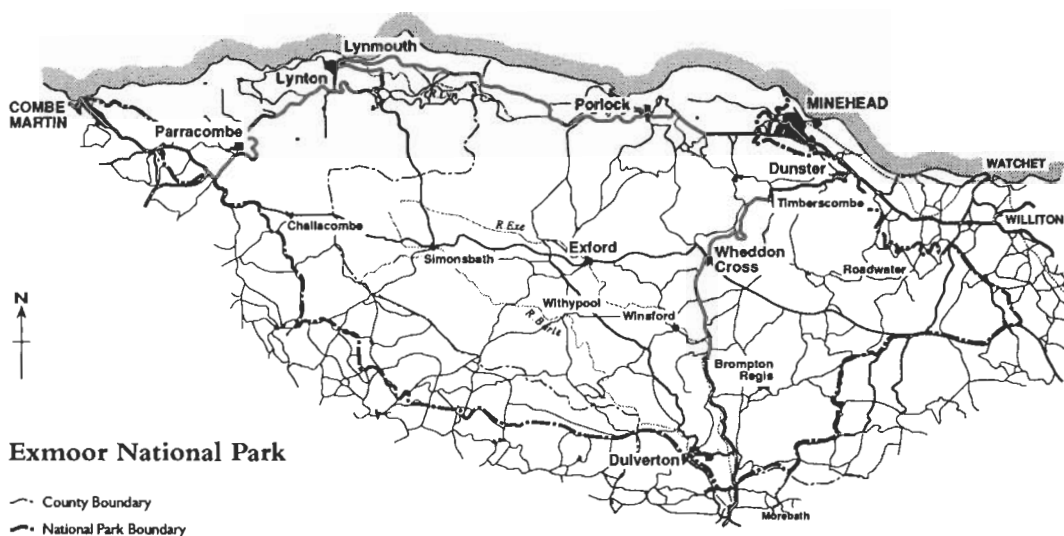 Lynmouth
Lynton
R Lyn
COMBE
MARTIN
Porlock
MINEHEAD
Parracombe
Dunster
WATCHET
Timberscombe
WILLITON
Challacombe
R Exe
Exford
Wheddon
Cross
Simonsbath
Roadwater
N
Withypool
R Barle
Winsford
Brompton
Regis
Exmoor National Park
Dulverton
County Boundary
National Park Boundary
Morebath